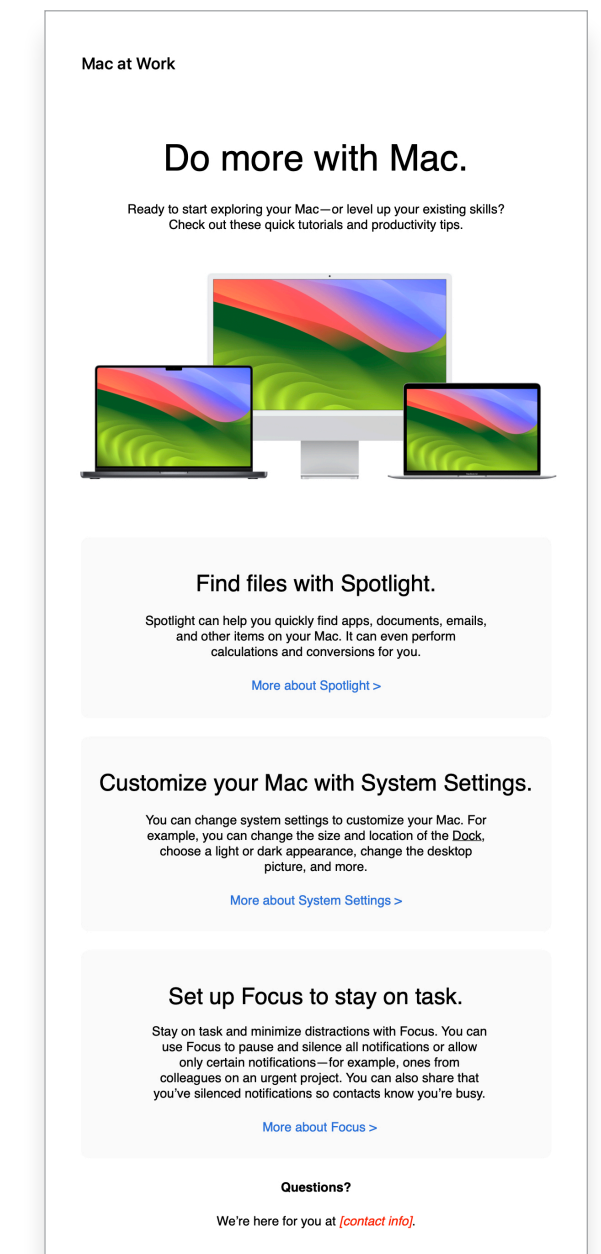 Mac at Work
Do more with Mac.
Ready to start exploring your Mac—or level up your existing skills?
Check out these quick tutorials and productivity tips.
Find files with Spotlight.
Spotlight can help you quickly find apps, documents, emails,
and other items on your Mac. It can even perform
calculations and conversions for you.
More about Spotlight >
Customize your Mac with System Settings.
You can change system settings to customize your Mac. For
example, you can change the size and location of the Dock,
choose a light or dark appearance, change the desktop
picture, and more.
More about System Settings >
Set up Focus to stay on task.
Stay on task and minimize distractions with Focus. You can
use Focus to pause and silence all notifications or allow
only certain notifications—for example, ones from
colleagues on an urgent project. You can also share that
you’ve silenced notifications so contacts know you’re busy.
More about Focus >
Questions?
We’re here for you at [contact info].